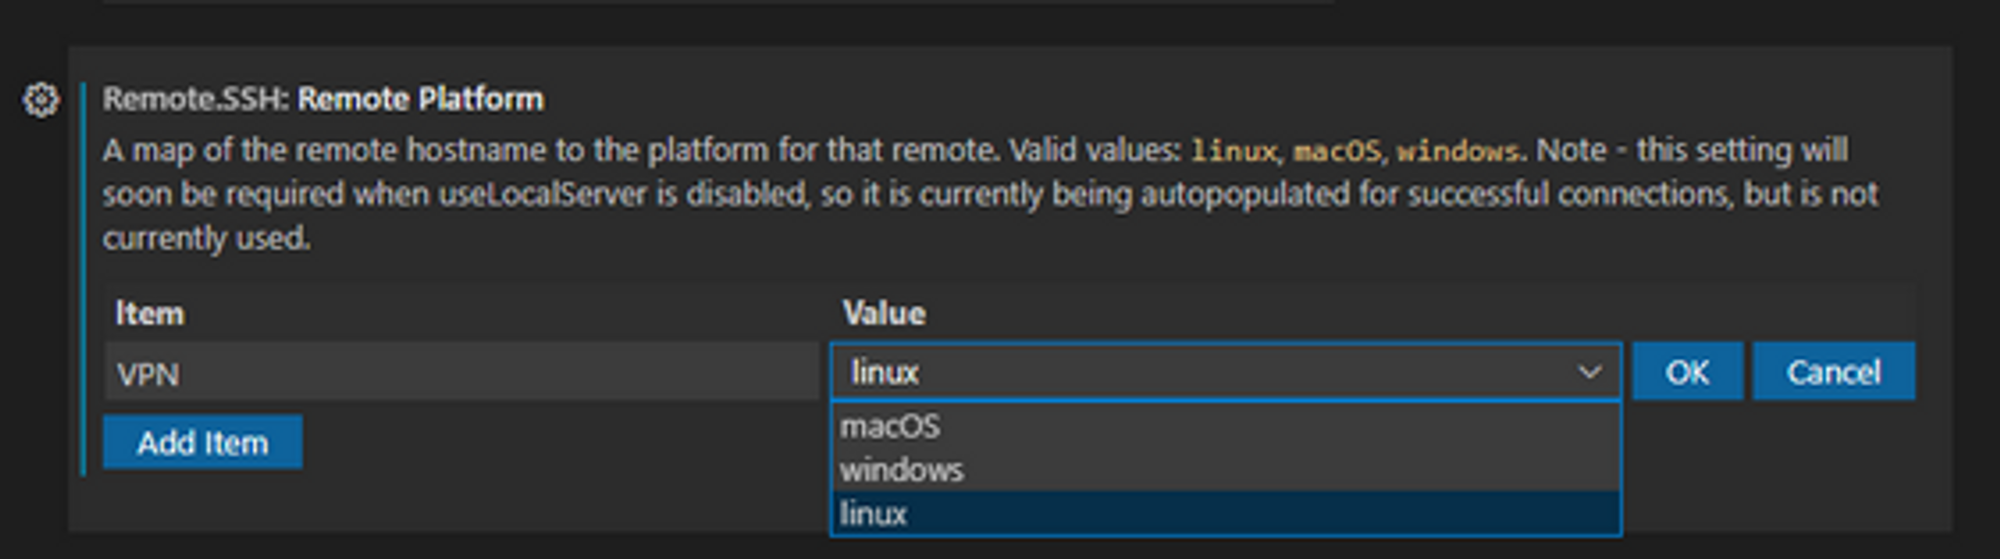 Remote.SSH: Remote Platform
A map of the remote hostname to the platform for that remote. Valid values: linux, macOS, windows. Note - this setting will
soon be required when useLocalServer is disabled, so it is currently being autopopulated for successful connections, but is not
currently used.
Item Value
VPN linux OK Cancel
Add Item
macOS
windows
linux